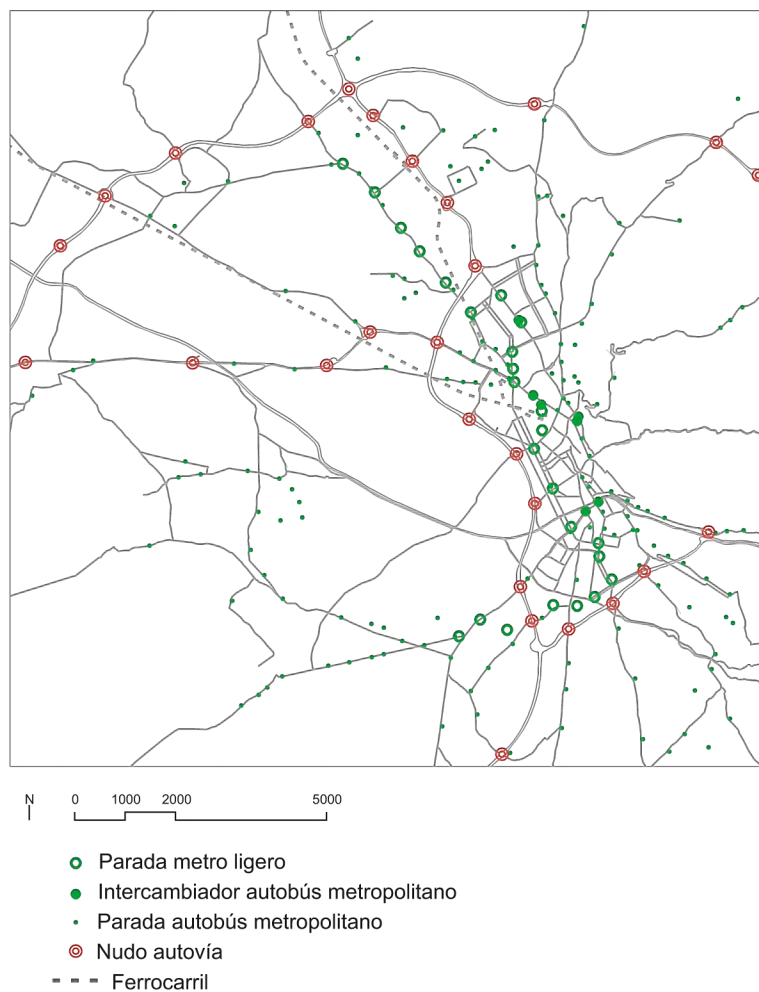 N 0 1000 2000 5000
Parada metro ligero
Intercambiador autobús metropolitano
Parada autobús metropolitano
Nudo autovía
Ferrocarril